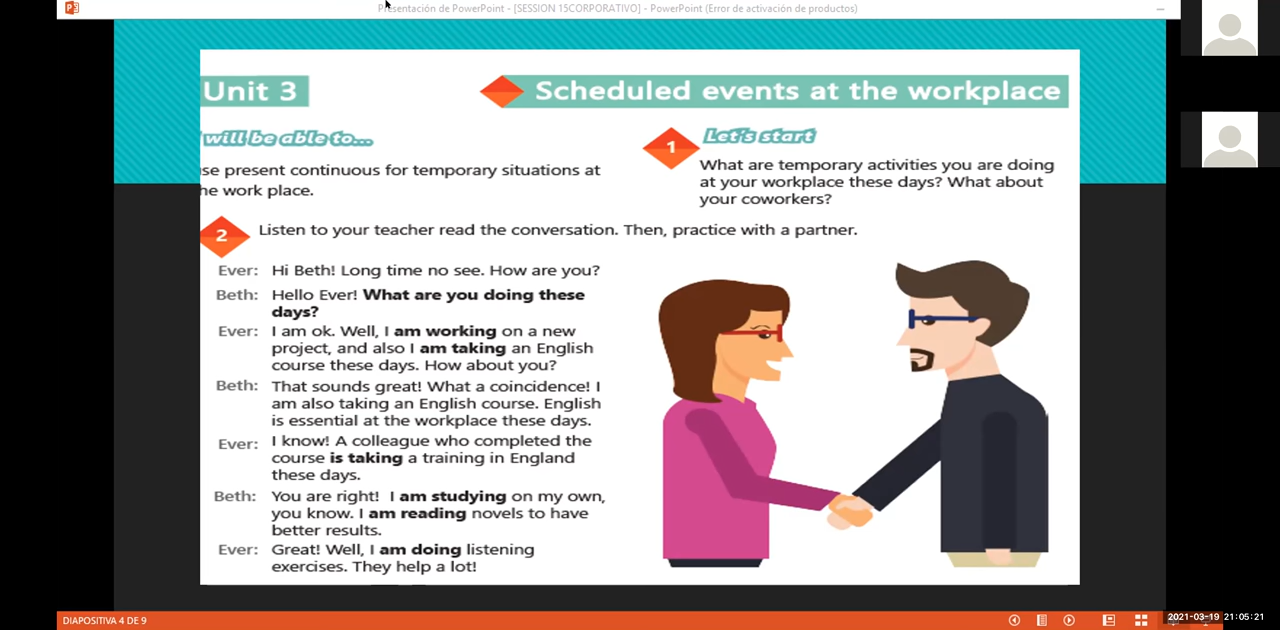 Presentación de PowerPoint - [SESSION 15CORPORATIVO] - PowerPoint (Error de activación de productos)
Unit 3
Scheduled events at the workplace
will be able to...
se present continuous for temporary situations at
he work place.
1
Let's start
What are temporary activities you are doing
at your workplace these days? What about
your coworkers?
2
Listen to your teacher read the conversation. Then, practice with a partner.
Ever: Hi Beth! Long time no see. How are you?
Beth: Hello Ever! What are you doing these
days?
Ever: I am ok. Well, I am working on a new
project, and also I am taking an English
course these days. How about you?
Beth: That sounds great! What a coincidence! I
am also taking an English course. English
is essential at the workplace these days.
Ever: I know! A colleague who completed the
course is taking a training in England
these days.
Beth: You are right! I am studying on my own,
you know. I am reading novels to have
better results.
Ever: Great! Well, I am doing listening
exercises. They help a lot!
DIAPOSITIVA 4 DE 9
2021-03-19 21:05:21